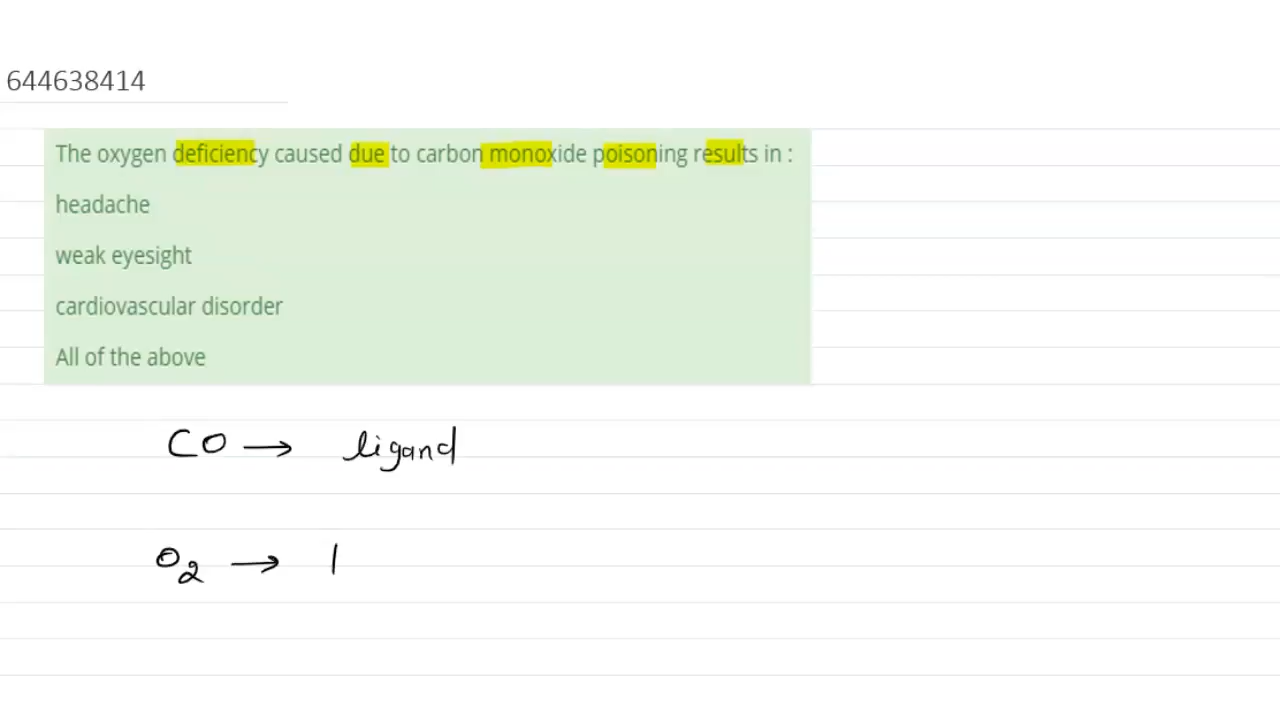 644638414
The oxygen deficiency caused due to carbon monoxide poisoning results in :
headache
weak eyesight
cardiovascular disorder
All of the above
CO → ligand
O2 → l